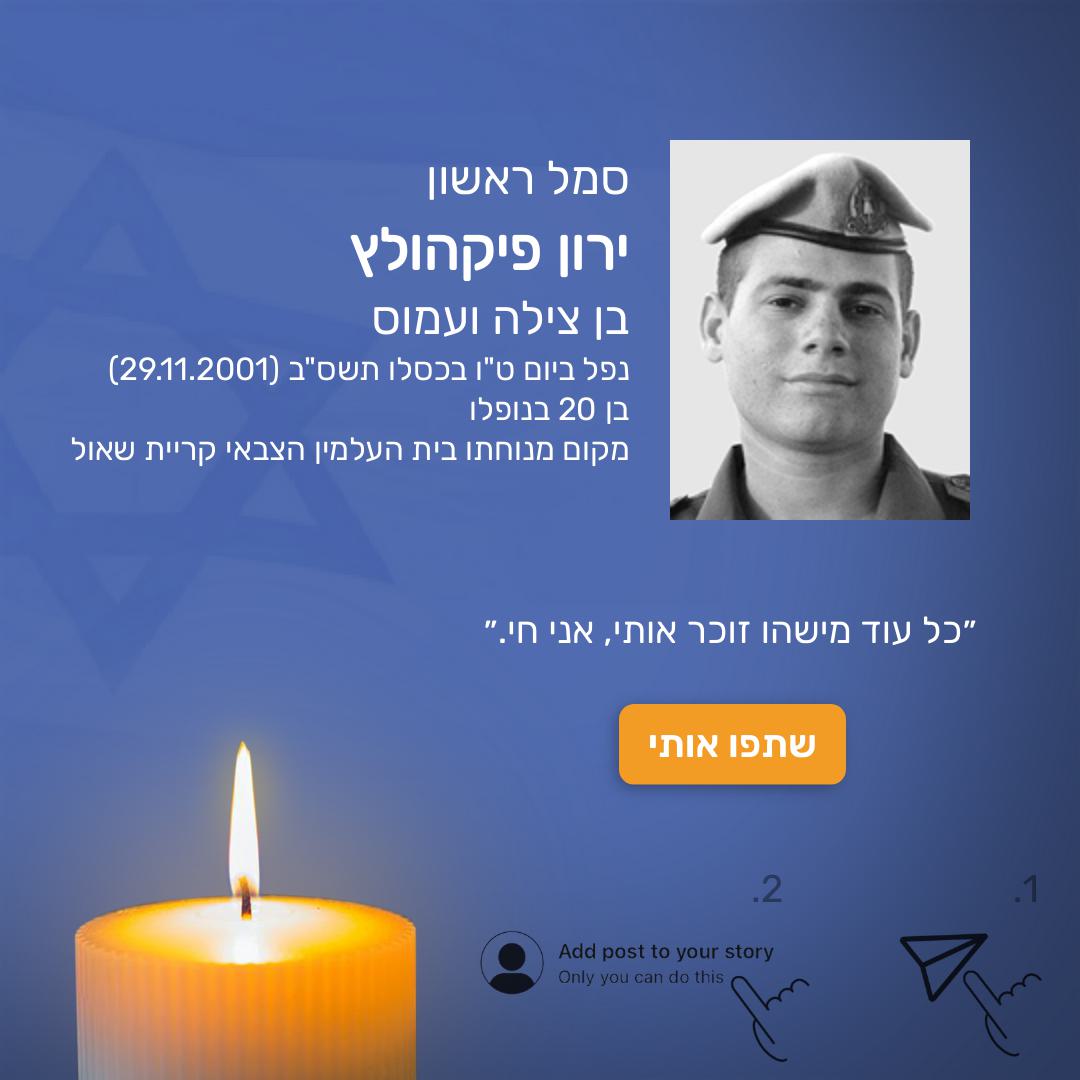 סמל ראשון
ירון פיקהולץ
בן צילה ועמוס
נפל ביום ט"ו בכסלו תשס"ב (29.11.2001)
בן 20 בנופלו
מקום מנוחתו בית העלמין הצבאי קריית שאול
״כל עוד מישהו זוכר אותי, אני חי.״
שתפו אותי
.1
.2
Add post to your story
Only you can do this